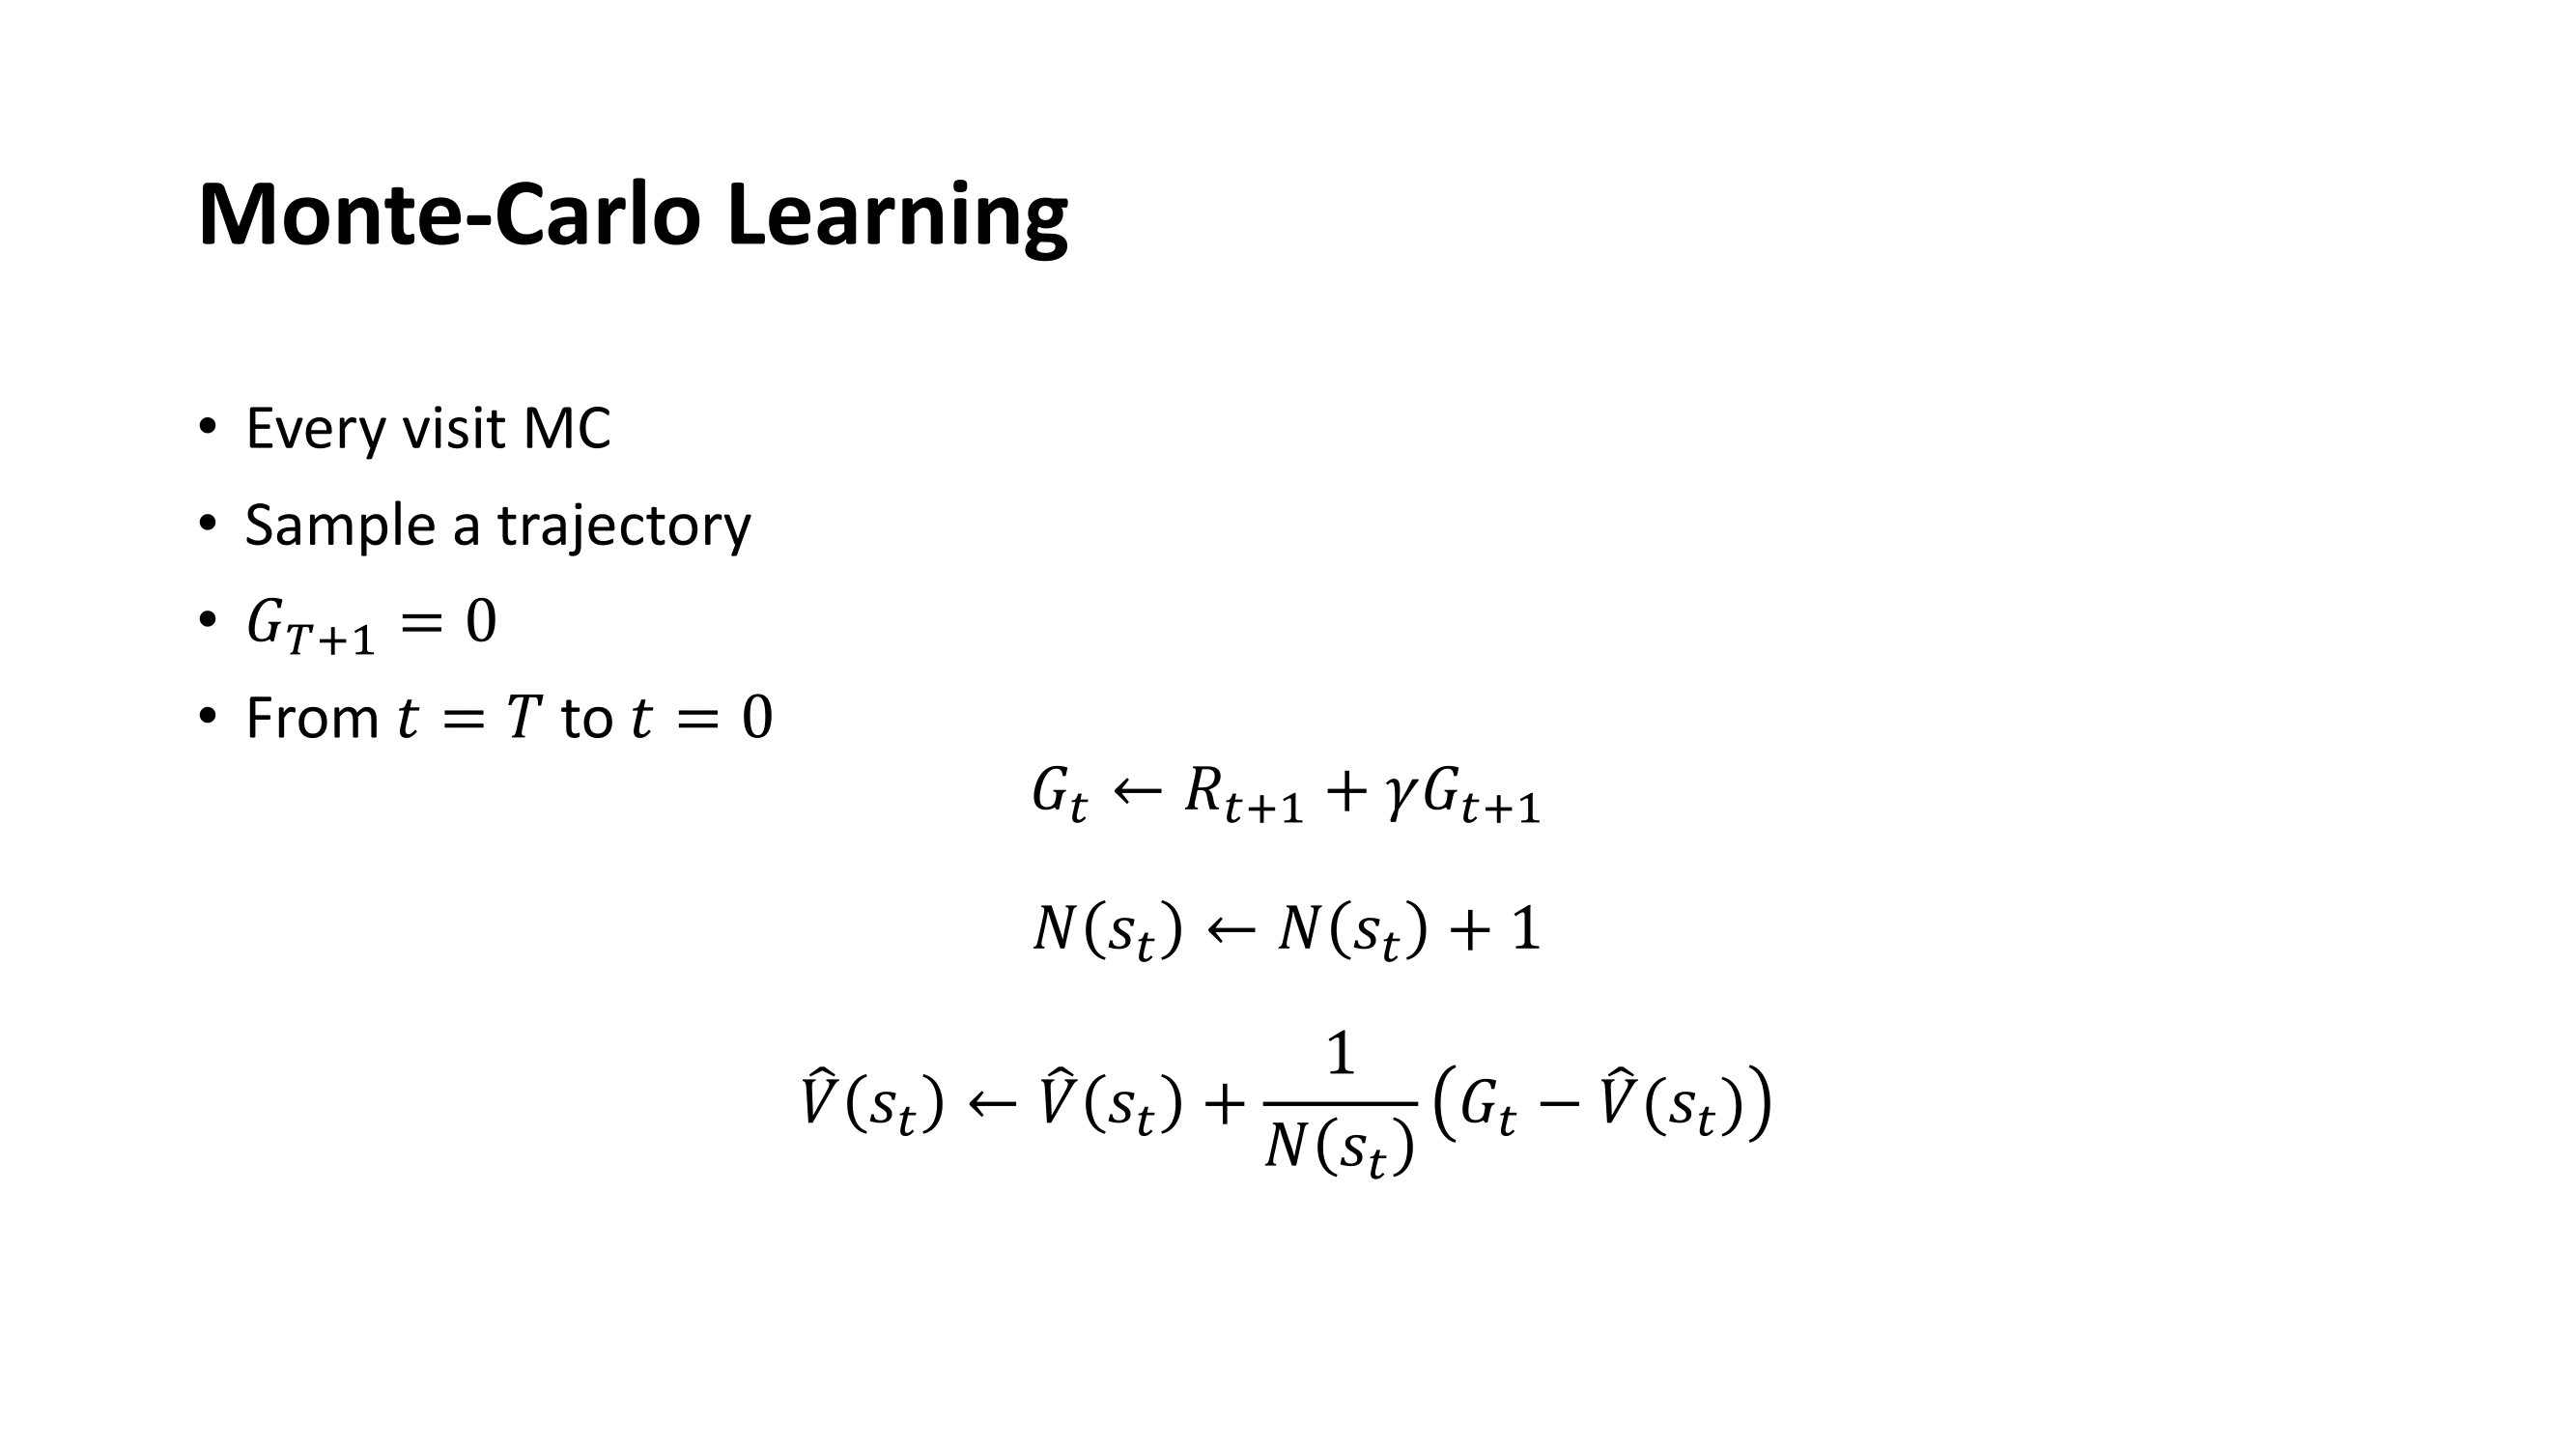 Monte-Carlo Learning
• Every visit MC
• Sample a trajectory
• $G_{T+1} = 0$
• From $t = T$ to $t = 0$
$G_t \leftarrow R_{t+1} + \gamma G_{t+1}$
$N(s_t) \leftarrow N(s_t) + 1$
$\hat{V}(s_t) \leftarrow \hat{V}(s_t) + \frac{1}{N(s_t)} \left( G_t - \hat{V}(s_t) \right)$